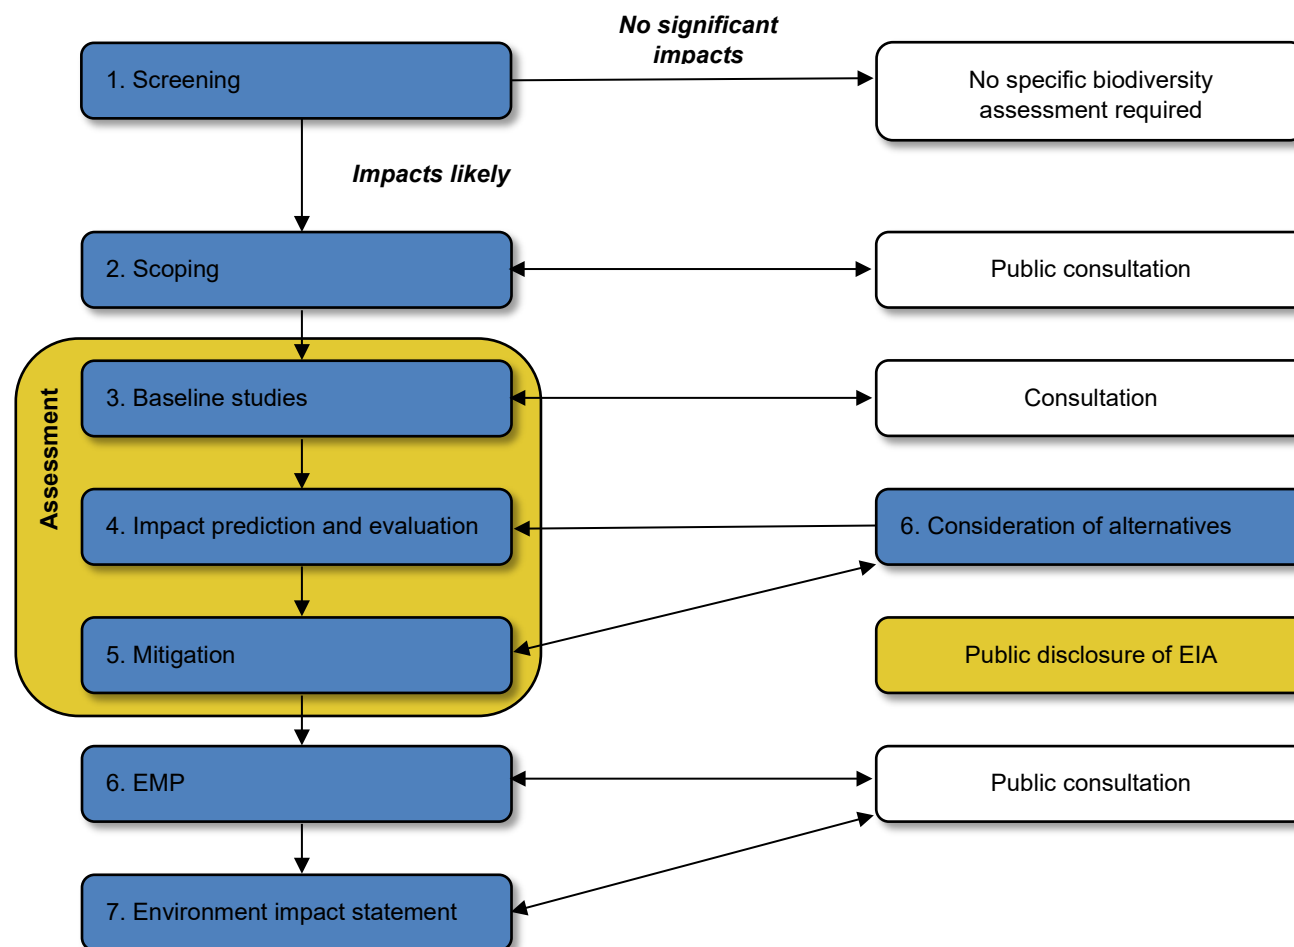 No significant
impacts
1. Screening
No specific biodiversity
assessment required
Impacts likely
2. Scoping
Public consultation
Assessment
3. Baseline studies
Consultation
4. Impact prediction and evaluation
6. Consideration of alternatives
5. Mitigation
Public disclosure of EIA
6. EMP
Public consultation
7. Environment impact statement